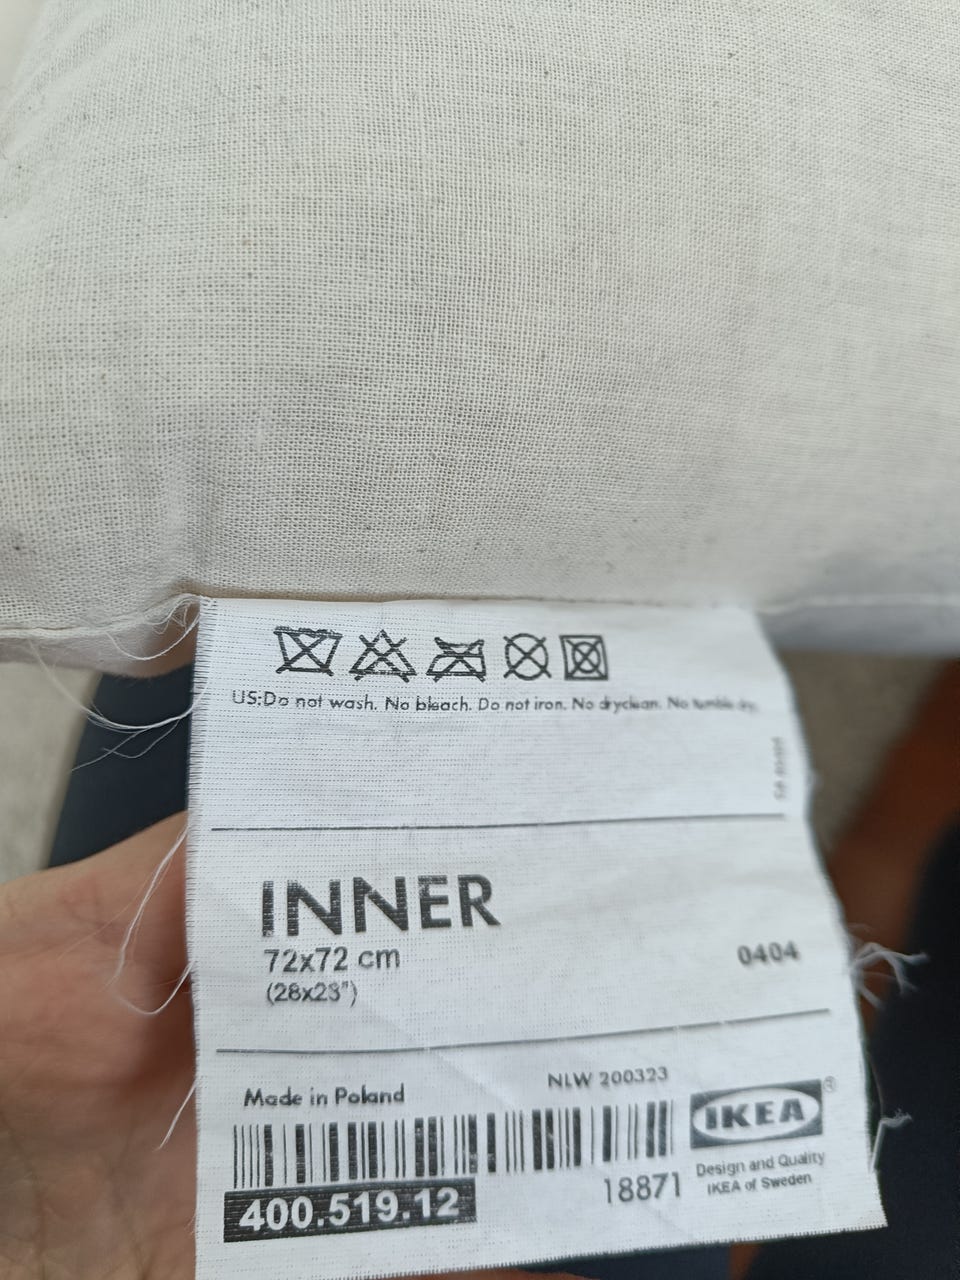 US:Do not wash. No bleach. Do not iron. No dryclean. No tumble dry.
INNER
72x72 cm
0404
(28x23")
Made in Poland
NLW 200323
IKEA®
18871
Design and Quality
IKEA of Sweden
400.519.12